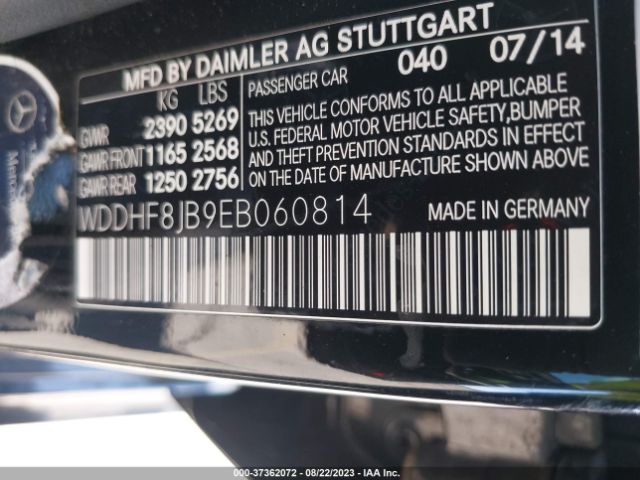 MFD BY DAIMLER AG STUTTGART
KG LBS
GVWR 2390 5269
GAWR FRONT 1165 2568
GAWR REAR 1250 2756
PASSENGER CAR 040 07/14
THIS VEHICLE CONFORMS TO ALL APPLICABLE
U.S. FEDERAL MOTOR VEHICLE SAFETY,BUMPER
AND THEFT PREVENTION STANDARDS IN EFFECT
ON THE DATE OF MANUFACTURE SHOWN ABOVE
WDDHF8JB9EB060814
MADE IN GERMANY
000-37362072 - 08/22/2023 - IAA Inc.